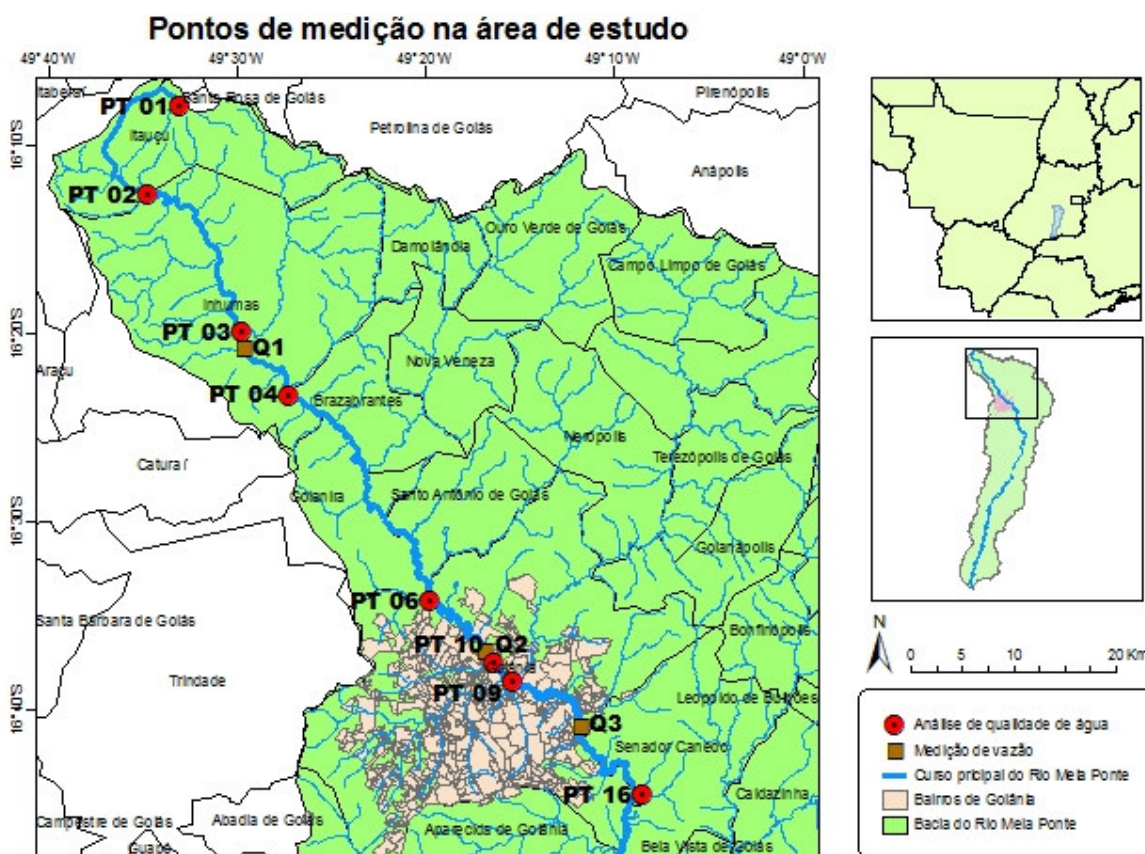 Pontos de medição na área de estudo
49°40'W
49°30'W
49°20'W
49°10'W
49°0'W
16°10'S
16°20'S
16°30'S
16°40'S
Itaberaí
Santa Rosa de Goiás
Pirenópolis
PT 01
Itauçu
Petrolina de Goiás
Anápolis
PT 02
Ouro Verde de Goiás
Damolândia
Campo Limpo de Goiás
Inhumas
PT 03
Q1
Araçu
Nova Veneza
PT 04
Brazabrantes
Nerópolis
Caturaí
Terezópolis de Goiás
Goianira
Santo Antônio de Goiás
Goianápolis
PT 06
Santa Bárbara de Goiás
Bonfinópolis
PT 10
Q2
Goiânia
Trindade
PT 09
Leopoldo de Bulhões
Q3
Senador Canedo
PT 16
Caldazinha
Campestre de Goiás
Abadia de Goiás
Aparecida de Goiânia
Guapó
Bela Vista de Goiás
N
0 5 10 20 Km
Análise de qualidade de água
Medição de vazão
Curso pricipal do Rio Meia Ponte
Bairros de Goiânia
Bacia do Rio Meia Ponte